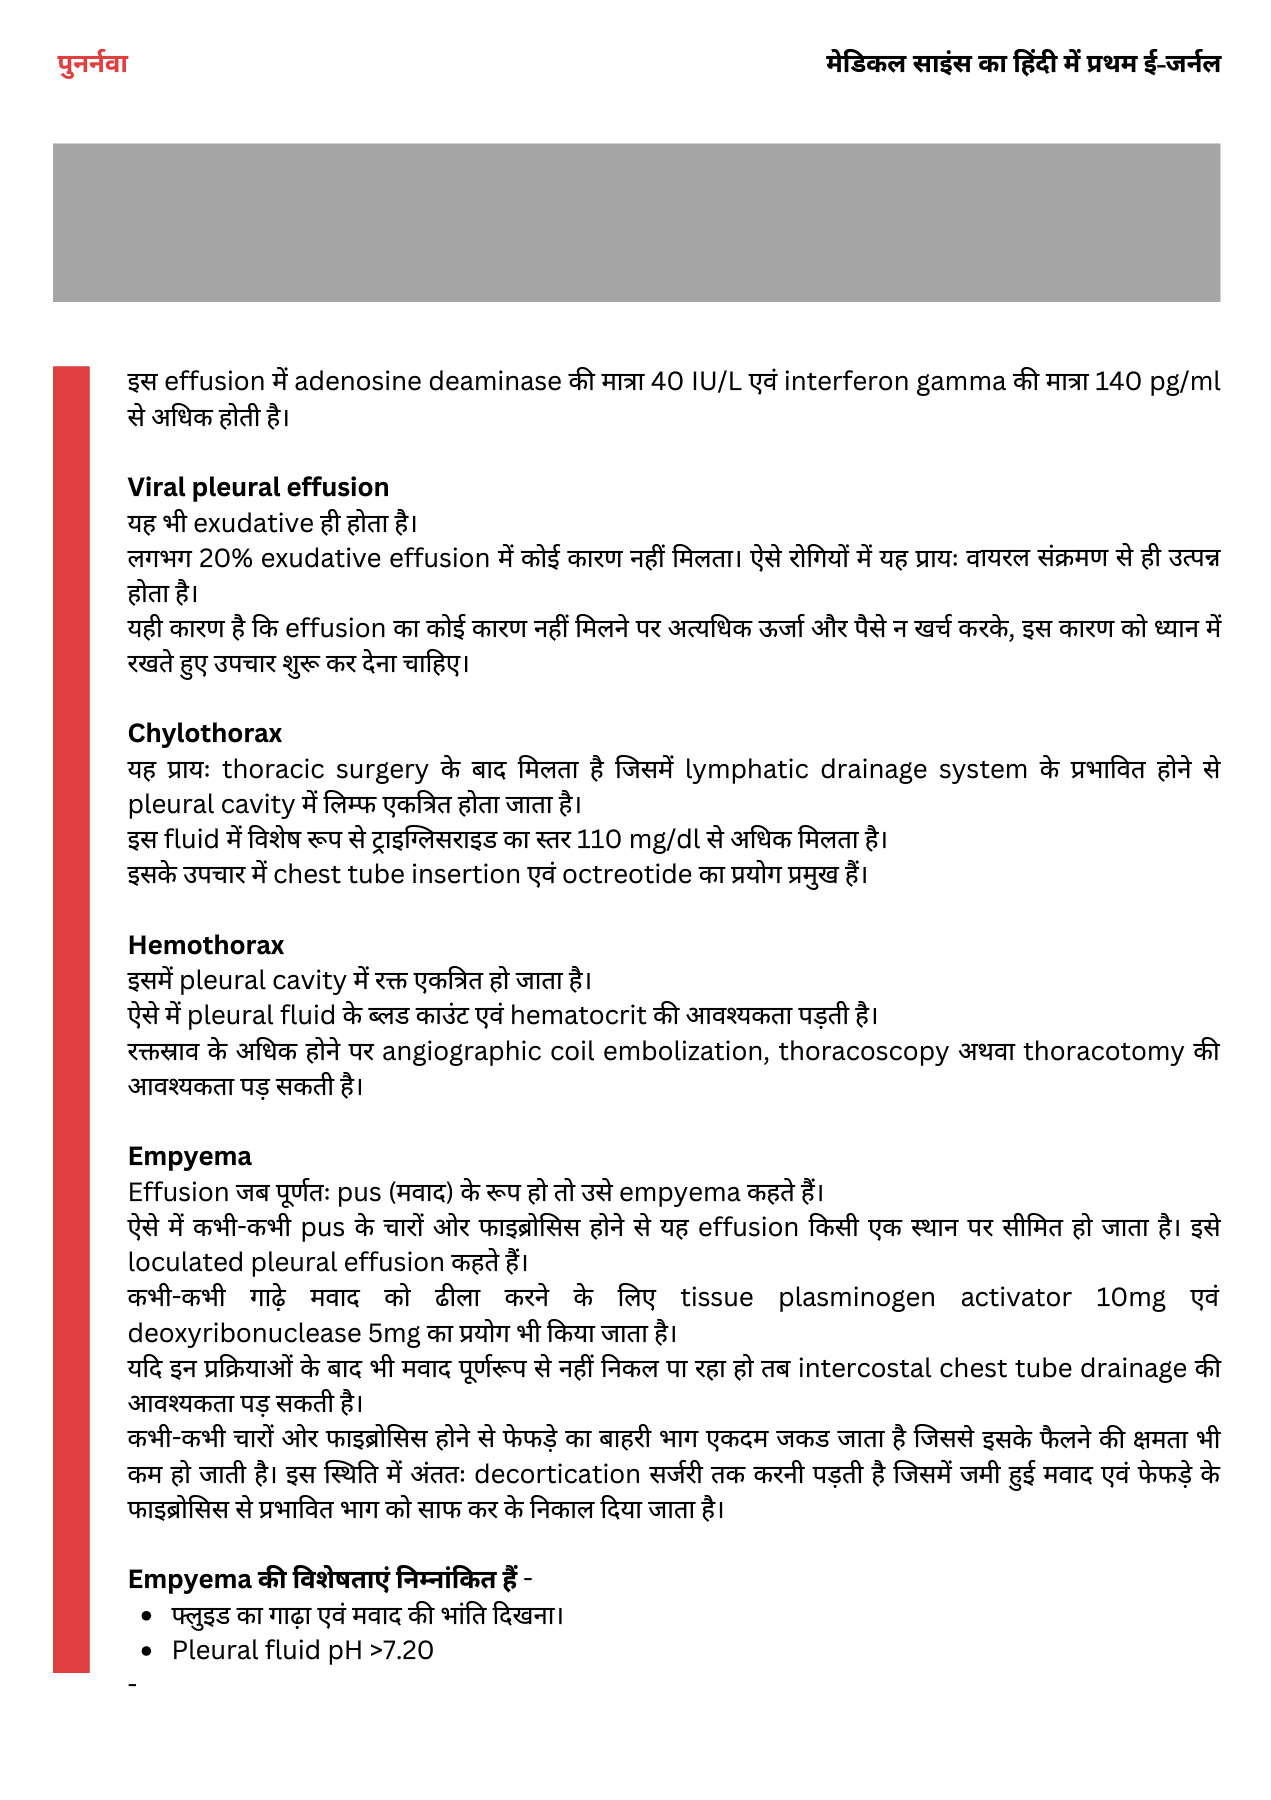 पुनर्नवा
मेडिकल साइंस का हिंदी में प्रथम ई-जर्नल
इस effusion में adenosine deaminase की मात्रा 40 IU/L एवं interferon gamma की मात्रा 140 pg/ml
से अधिक होती है।
Viral pleural effusion
यह भी exudative ही होता है।
लगभग 20% exudative effusion में कोई कारण नहीं मिलता। ऐसे रोगियों में यह प्रायः वायरल संक्रमण से ही उत्पन्न
होता है।
यही कारण है कि effusion का कोई कारण नहीं मिलने पर अत्यधिक ऊर्जा और पैसे न खर्च करके, इस कारण को ध्यान में
रखते हुए उपचार शुरू कर देना चाहिए।
Chylothorax
यह प्रायः thoracic surgery के बाद मिलता है जिसमें lymphatic drainage system के प्रभावित होने से
pleural cavity में लिम्फ एकत्रित होता जाता है।
इस fluid में विशेष रूप से ट्राइग्लिसराइड का स्तर 110 mg/dl से अधिक मिलता है।
इसके उपचार में chest tube insertion एवं octreotide का प्रयोग प्रमुख हैं।
Hemothorax
इसमें pleural cavity में रक्त एकत्रित हो जाता है।
ऐसे में pleural fluid के ब्लड काउंट एवं hematocrit की आवश्यकता पड़ती है।
रक्तस्राव के अधिक होने पर angiographic coil embolization, thoracoscopy अथवा thoracotomy की
आवश्यकता पड़ सकती है।
Empyema
Effusion जब पूर्णतः pus (मवाद) के रूप हो तो उसे empyema कहते हैं।
ऐसे में कभी-कभी pus के चारों ओर फाइब्रोसिस होने से यह effusion किसी एक स्थान पर सीमित हो जाता है। इसे
loculated pleural effusion कहते हैं।
कभी-कभी गाढ़े मवाद को ढीला करने के लिए tissue plasminogen activator 10mg एवं
deoxyribonuclease 5mg का प्रयोग भी किया जाता है।
यदि इन प्रक्रियाओं के बाद भी मवाद पूर्णरूप से नहीं निकल पा रहा हो तब intercostal chest tube drainage की
आवश्यकता पड़ सकती है।
कभी-कभी चारों ओर फाइब्रोसिस होने से फेफड़े का बाहरी भाग एकदम जकड जाता है जिससे इसके फैलने की क्षमता भी
कम हो जाती है। इस स्थिति में अंततः decortication सर्जरी तक करनी पड़ती है जिसमें जमी हुई मवाद एवं फेफड़े के
फाइब्रोसिस से प्रभावित भाग को साफ कर के निकाल दिया जाता है।
Empyema की विशेषताएं निम्नांकित हैं -
• फ्लुइड का गाढ़ा एवं मवाद की भांति दिखना।
• Pleural fluid pH >7.20
-